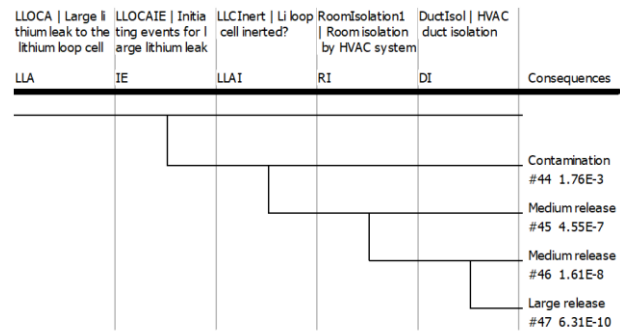 LLOCA | Large li
thium leak to the
lithium loop cell
LLOCAIE | Initia
ting events for l
arge lithium leak
LLCInert | Li loop
cell inerted?
RoomIsolation1
| Room isolation
by HVAC system
DuctIsol | HVAC
duct isolation
LLA
IE
LLAI
RI
DI
Consequences
Contamination
#44 1.76E-3
Medium release
#45 4.55E-7
Medium release
#46 1.61E-8
Large release
#47 6.31E-10